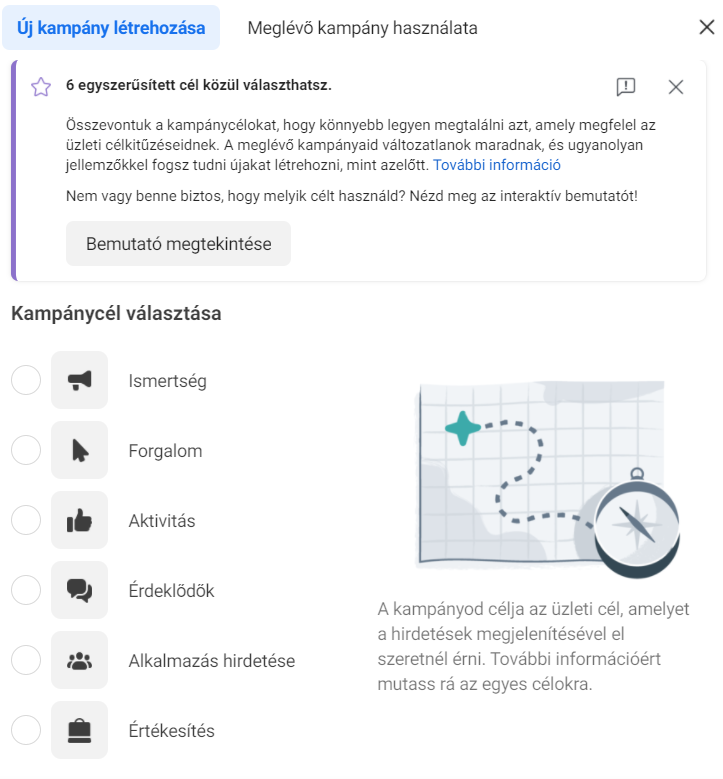 Új kampány létrehozása
Meglévő kampány használata
6 egyszerűsített cél közül választhatsz.
Összevontuk a kampánycélokat, hogy könnyebb legyen megtalálni azt, amely megfelel az
üzleti célkitűzéseidnek. A meglévő kampányaid változatlanok maradnak, és ugyanolyan
jellemzőkkel fogsz tudni újakat létrehozni, mint azelőtt. További információ
Nem vagy benne biztos, hogy melyik célt használd? Nézd meg az interaktív bemutatót!
Bemutató megtekintése
Kampánycél választása
Ismertség
Forgalom
Aktivitás
Érdeklődők
Alkalmazás hirdetése
Értékesítés
A kampányod célja az üzleti cél, amelyet
a hirdetések megjelenítésével el
szeretnél érni. További információért
mutass rá az egyes célokra.